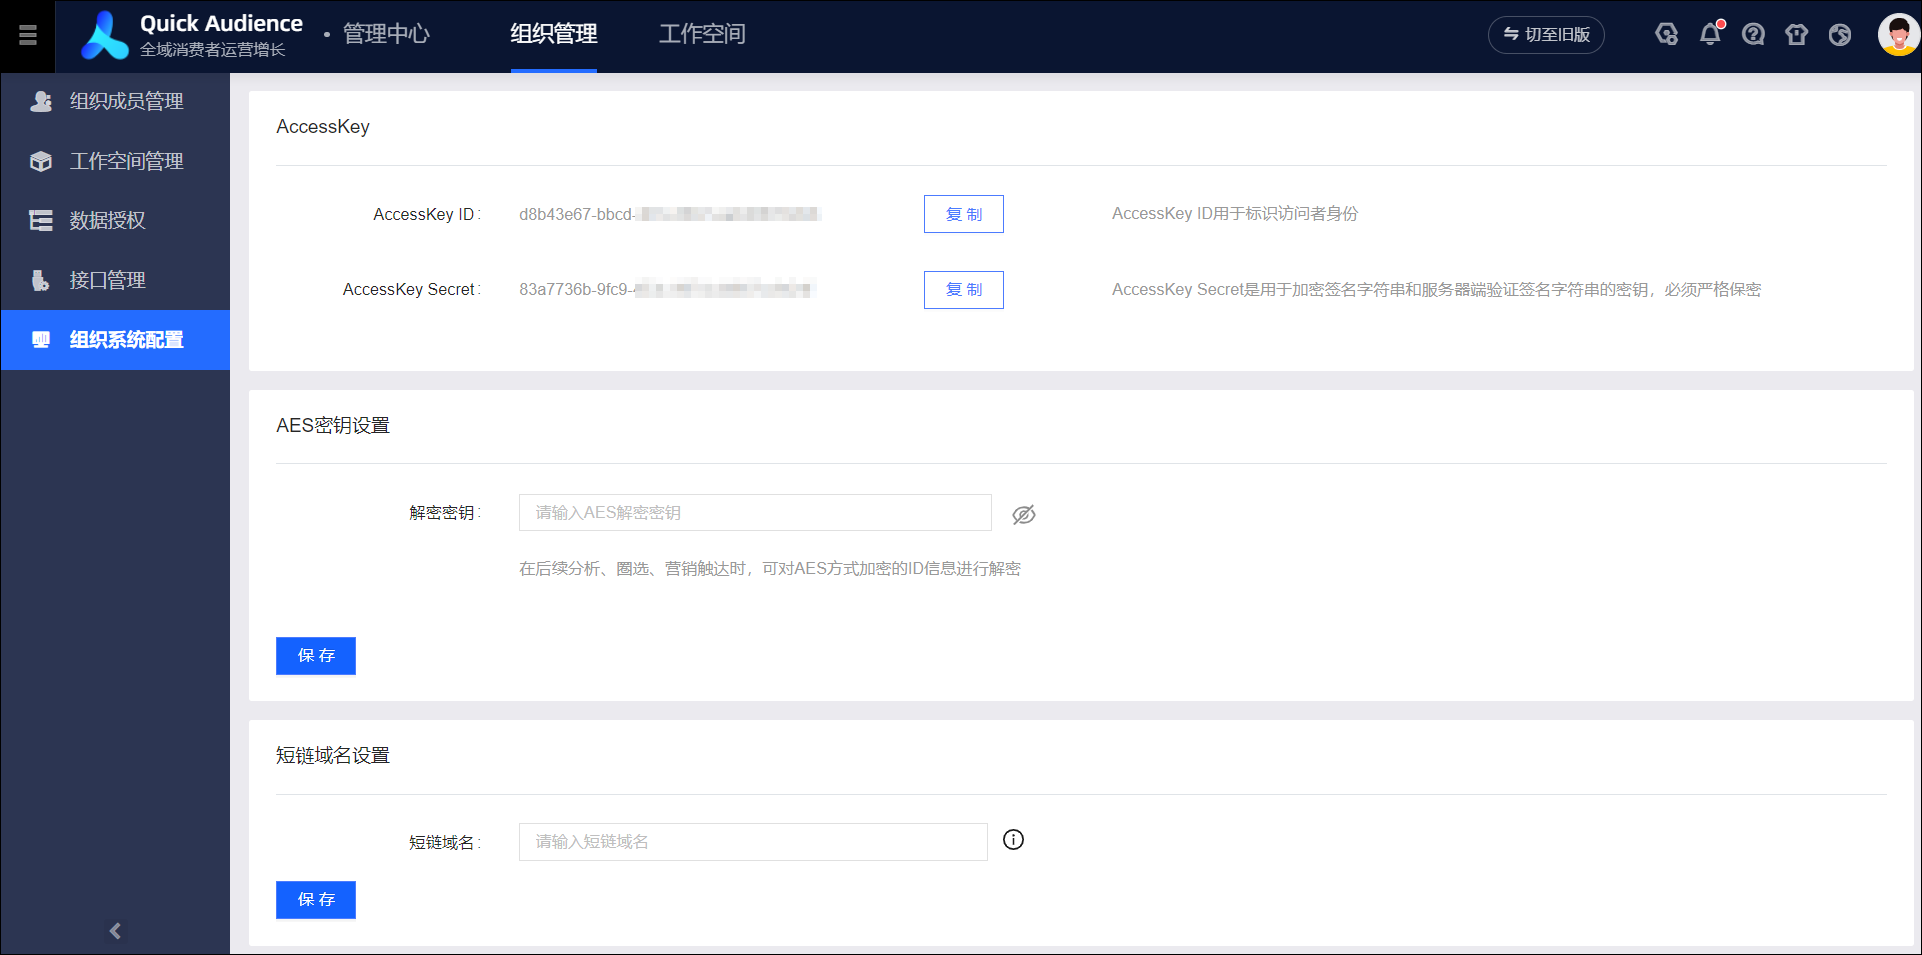 Quick Audience
全域消费者运营增长
· 管理中心
组织管理
工作空间
切至旧版
组织成员管理
工作空间管理
数据授权
接口管理
组织系统配置
AccessKey
AccessKey ID:
d8b43e67-bbcd-
复 制
AccessKey ID用于标识访问者身份
AccessKey Secret:
83a7736b-9fc9-
复 制
AccessKey Secret是用于加密签名字符串和服务器端验证签名字符串的密钥，必须严格保密
AES密钥设置
解密密钥:
请输入AES解密密钥
在后续分析、圈选、营销触达时，可对AES方式加密的ID信息进行解密
保 存
短链域名设置
短链域名:
请输入短链域名
保 存